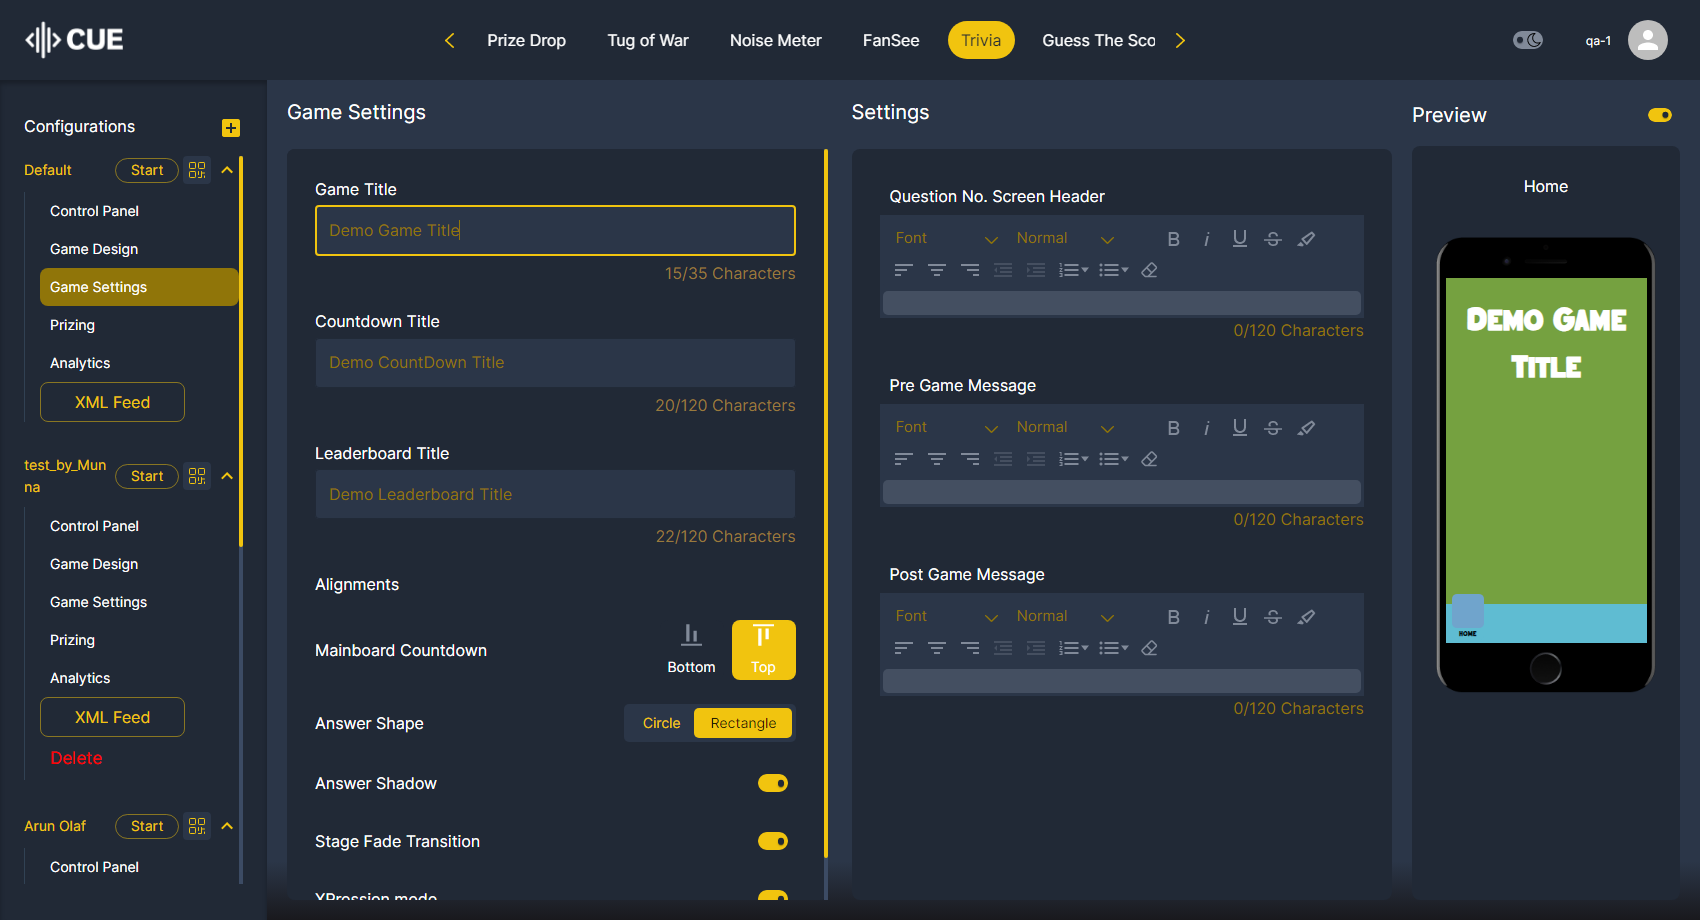 CUE
Prize Drop
Tug of War
Noise Meter
FanSee
Trivia
Guess The Sco
qa-1
Configurations
Default
Start
Control Panel
Game Design
Game Settings
Prizing
Analytics
XML Feed
test_by_Mun
na
Start
Control Panel
Game Design
Game Settings
Prizing
Analytics
XML Feed
Delete
Arun Olaf
Start
Control Panel
Game Settings
Game Title
Demo Game Title
15/35 Characters
Countdown Title
Demo CountDown Title
20/120 Characters
Leaderboard Title
Demo Leaderboard Title
22/120 Characters
Alignments
Mainboard Countdown
Bottom
Top
Answer Shape
Circle
Rectangle
Answer Shadow
Stage Fade Transition
XPression mode
Settings
Question No. Screen Header
Font
Normal
B i U S
0/120 Characters
Pre Game Message
Font
Normal
B i U S
0/120 Characters
Post Game Message
Font
Normal
B i U S
0/120 Characters
Preview
Home
Demo Game
Title
HOME